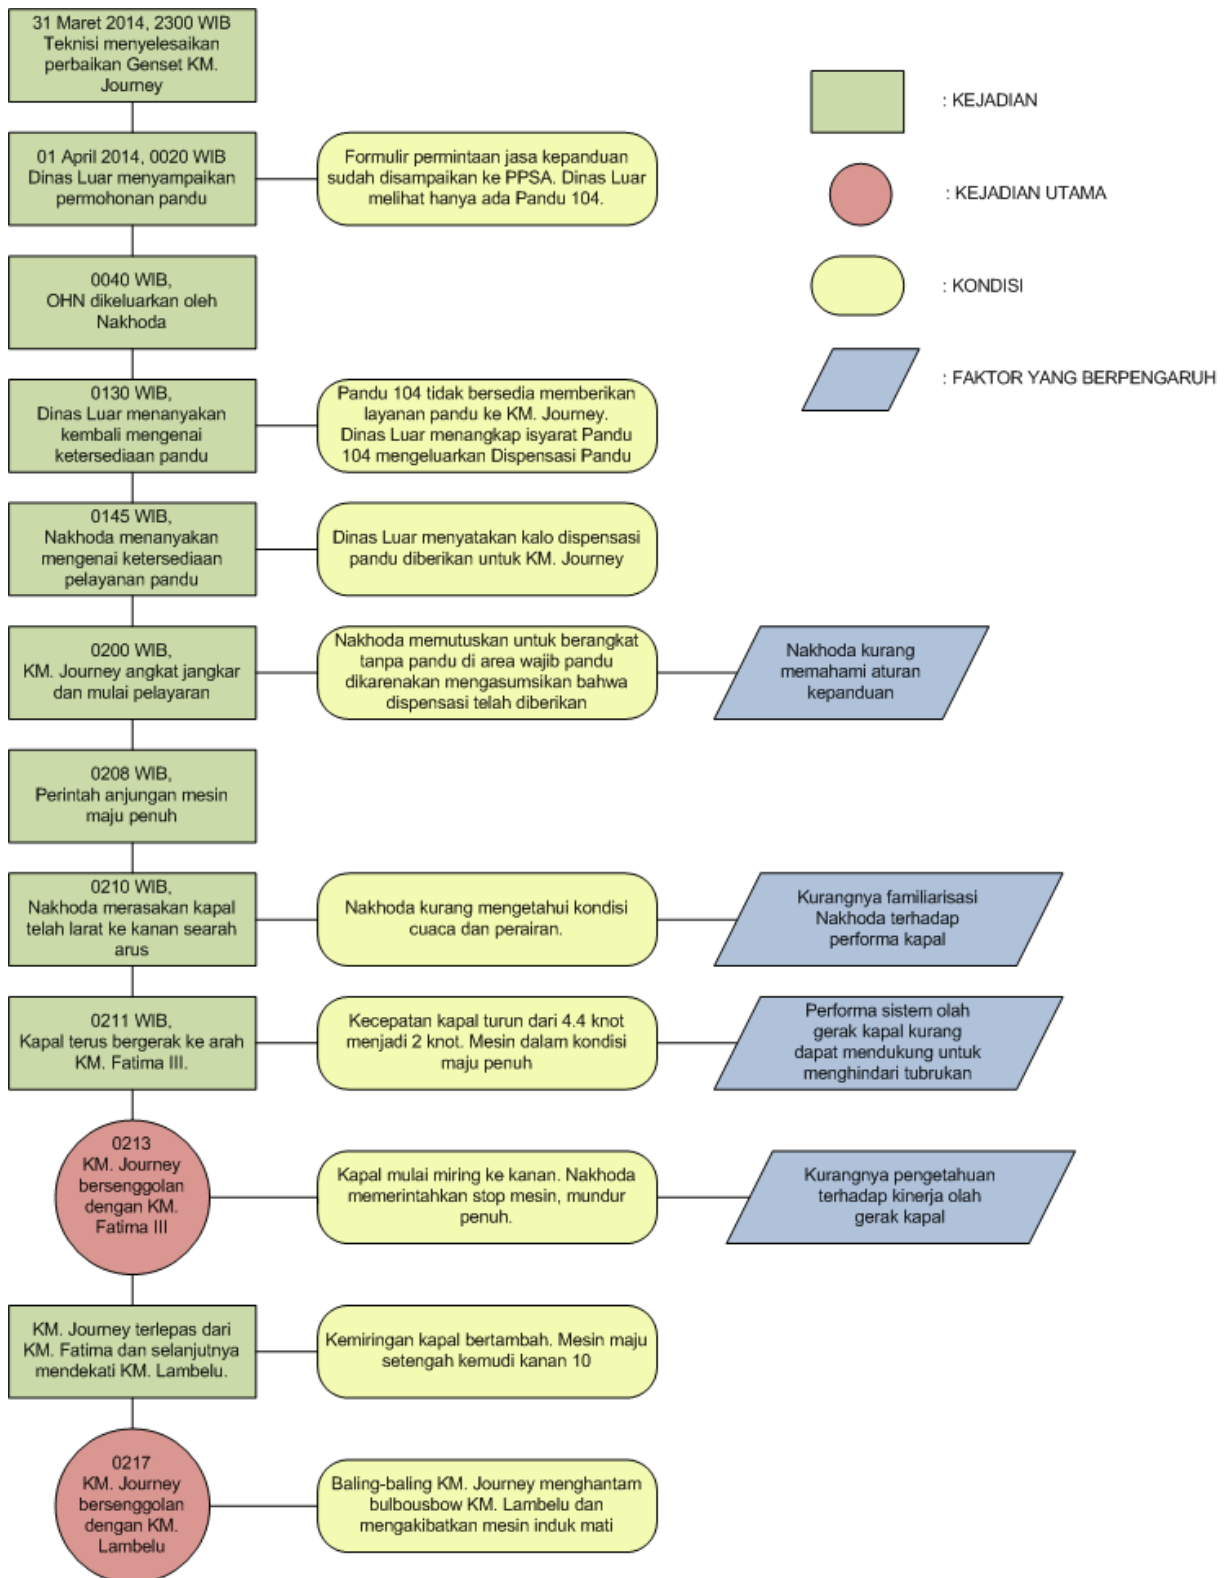 31 Maret 2014, 2300 WIB
Teknisi menyelesaikan
perbaikan Genset KM.
Journey
01 April 2014, 0020 WIB
Dinas Luar menyampaikan
permohonan pandu
Formulir permintaan jasa kepanduan
sudah disampaikan ke PPSA. Dinas Luar
melihat hanya ada Pandu 104.
0040 WIB,
OHN dikeluarkan oleh
Nakhoda
0130 WIB,
Dinas Luar menanyakan
kembali mengenai
ketersediaan pandu
Pandu 104 tidak bersedia memberikan
layanan pandu ke KM. Journey.
Dinas Luar menangkap isyarat Pandu
104 mengeluarkan Dispensasi Pandu
0145 WIB,
Nakhoda menanyakan
mengenai ketersediaan
pelayanan pandu
Dinas Luar menyatakan kalo dispensasi
pandu diberikan untuk KM. Journey
0200 WIB,
KM. Journey angkat jangkar
dan mulai pelayaran
Nakhoda memutuskan untuk berangkat
tanpa pandu di area wajib pandu
dikarenakan mengasumsikan bahwa
dispensasi telah diberikan
Nakhoda kurang
memahami aturan
kepanduan
0208 WIB,
Perintah anjungan mesin
maju penuh
0210 WIB,
Nakhoda merasakan kapal
telah larat ke kanan searah
arus
Nakhoda kurang mengetahui kondisi
cuaca dan perairan.
Kurangnya familiarisasi
Nakhoda terhadap
performa kapal
0211 WIB,
Kapal terus bergerak ke arah
KM. Fatima III.
Kecepatan kapal turun dari 4.4 knot
menjadi 2 knot. Mesin dalam kondisi
maju penuh
Performa sistem olah
gerak kapal kurang
dapat mendukung untuk
menghindari tubrukan
0213
KM. Journey
bersenggolan
dengan KM.
Fatima III
Kapal mulai miring ke kanan. Nakhoda
memerintahkan stop mesin, mundur
penuh.
Kurangnya pengetahuan
terhadap kinerja olah
gerak kapal
KM. Journey terlepas dari
KM. Fatima dan selanjutnya
mendekati KM. Lambelu.
Kemiringan kapal bertambah. Mesin maju
setengah kemudi kanan 10
0217
KM. Journey
bersenggolan
dengan KM.
Lambelu
Baling-baling KM. Journey menghantam
bulbousbow KM. Lambelu dan
mengakibatkan mesin induk mati
: KEJADIAN
: KEJADIAN UTAMA
: KONDISI
: FAKTOR YANG BERPENGARUH